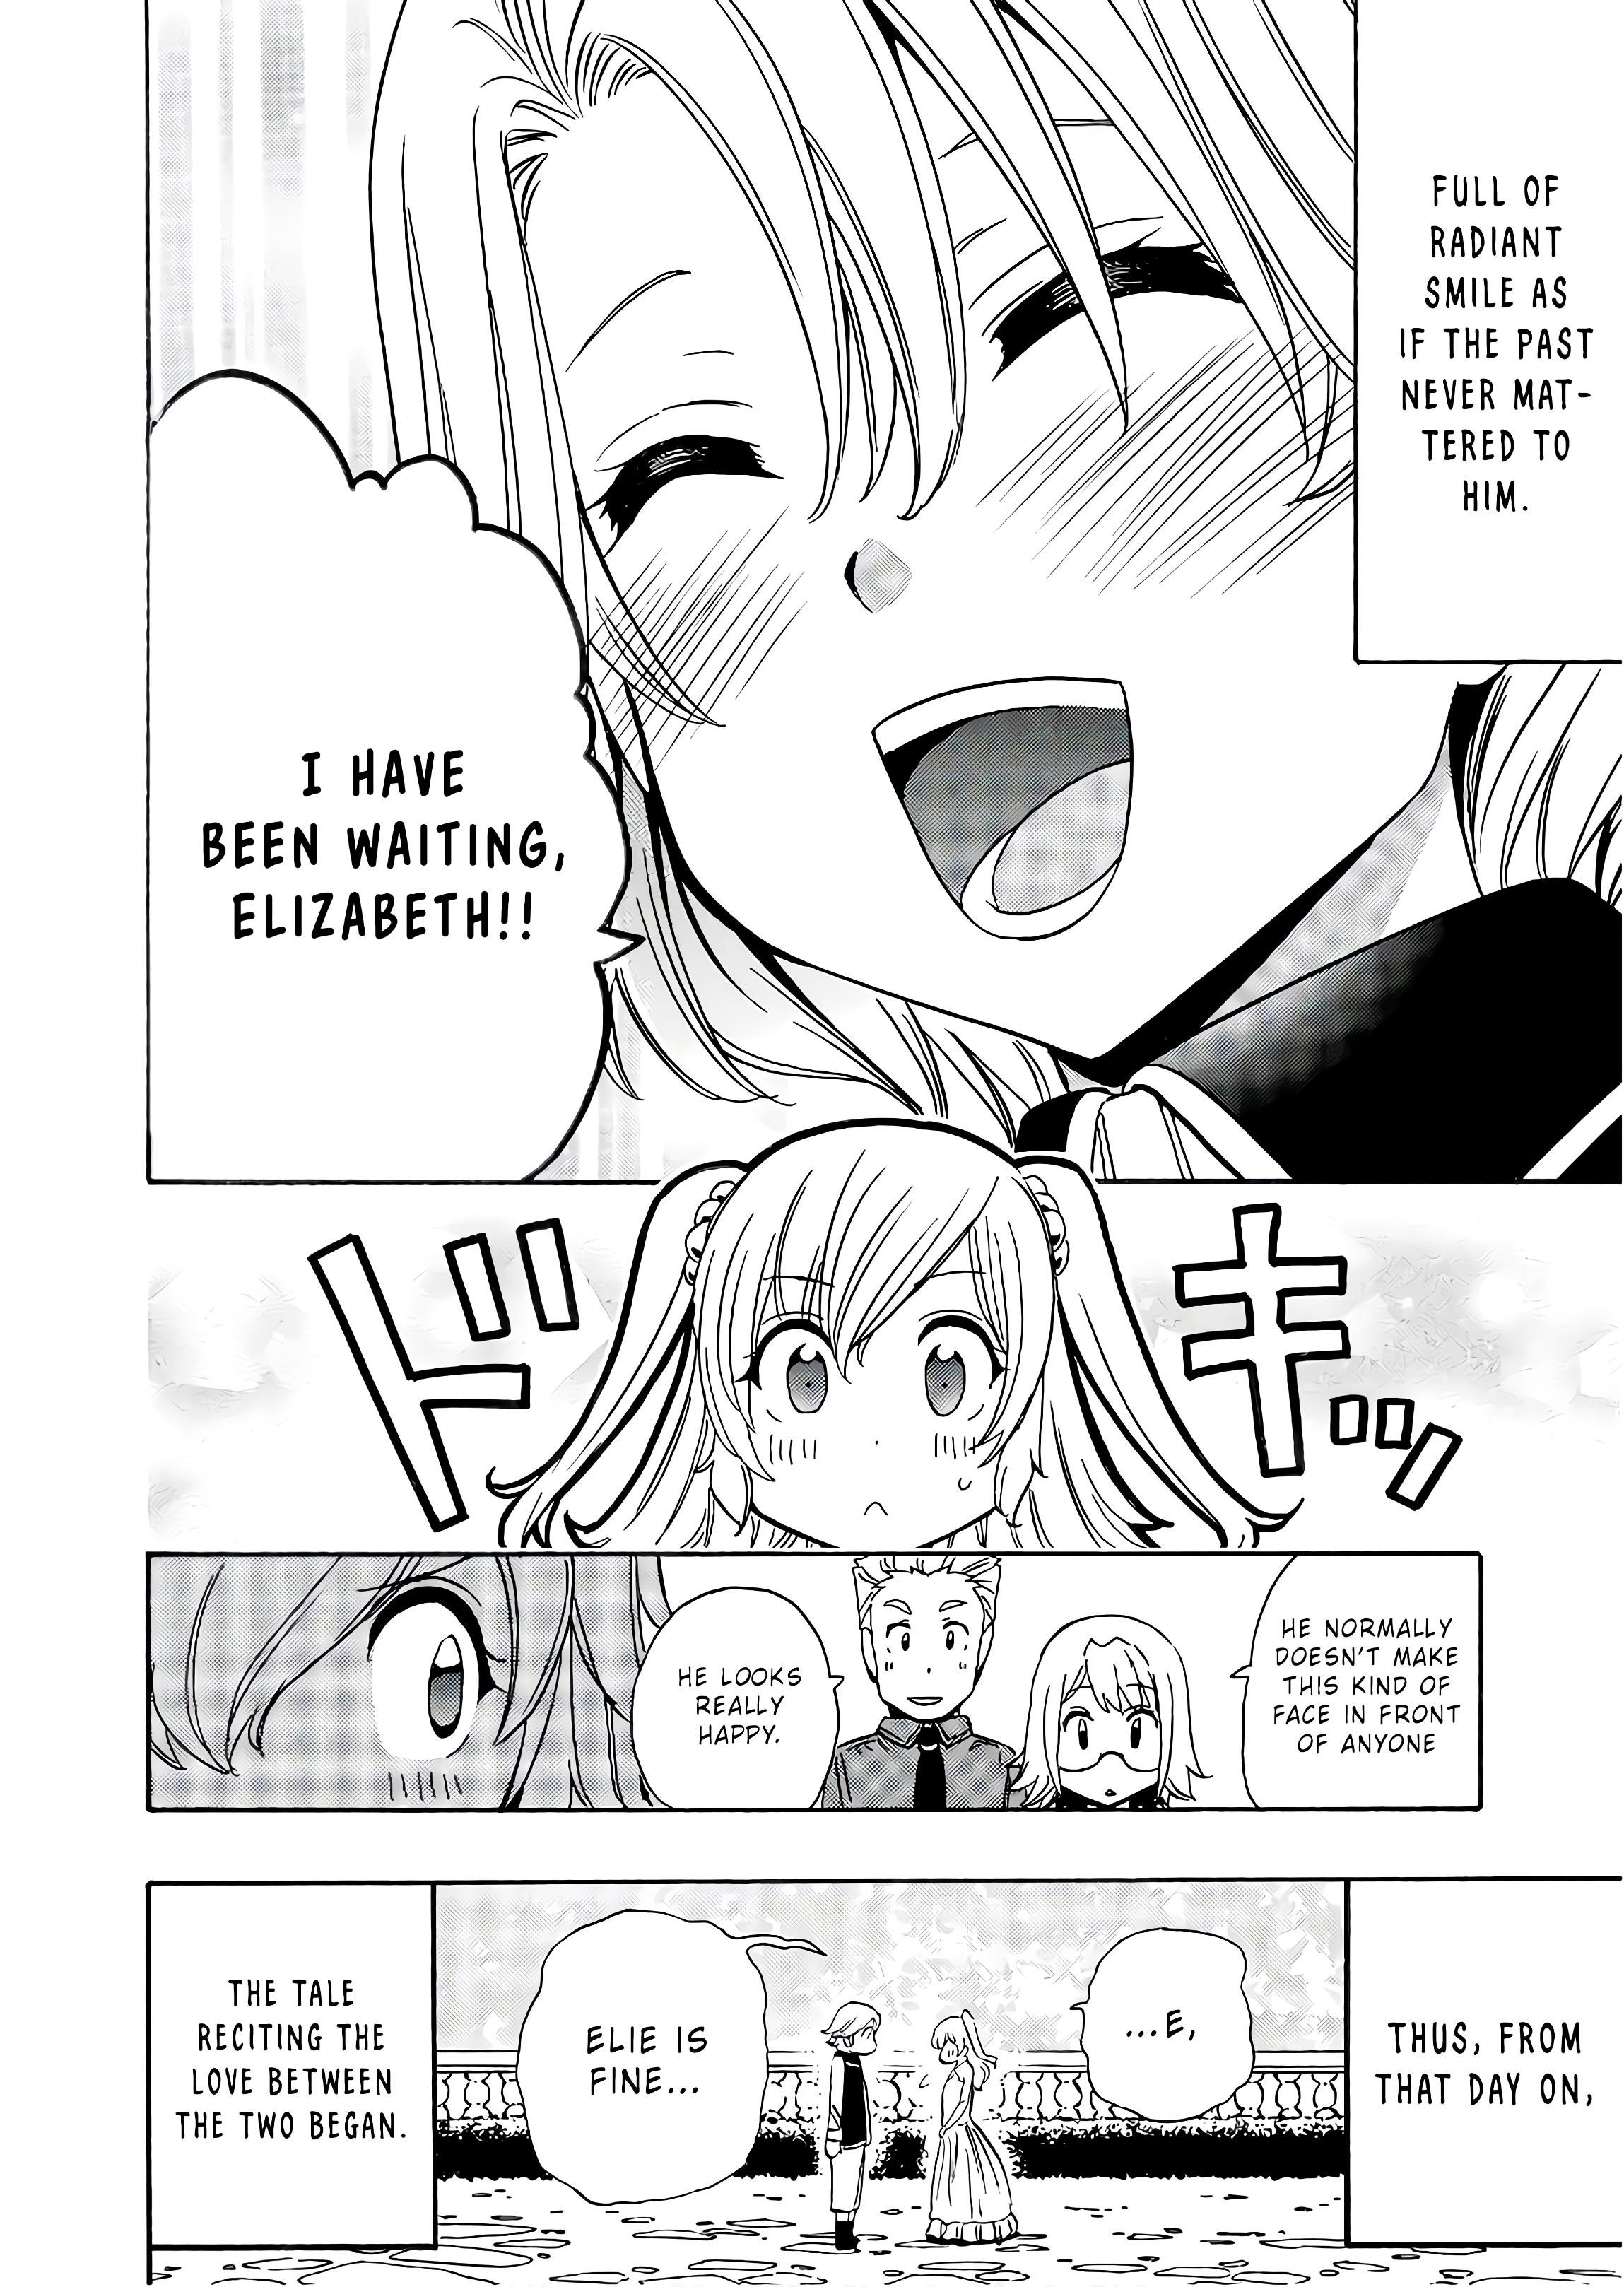 FULL OF
RADIANT
SMILE AS
IF THE PAST
NEVER MAT-
TERED TO
HIM.
I HAVE
BEEN WAITING,
ELIZABETH!!
ドキッ
HE NORMALLY
DOESN'T MAKE
THIS KIND OF
FACE IN FRONT
OF ANYONE
HE LOOKS
REALLY
HAPPY.
THUS, FROM
THAT DAY ON,
...E,
ELIE IS
FINE...
THE TALE
RECITING THE
LOVE BETWEEN
THE TWO BEGAN.